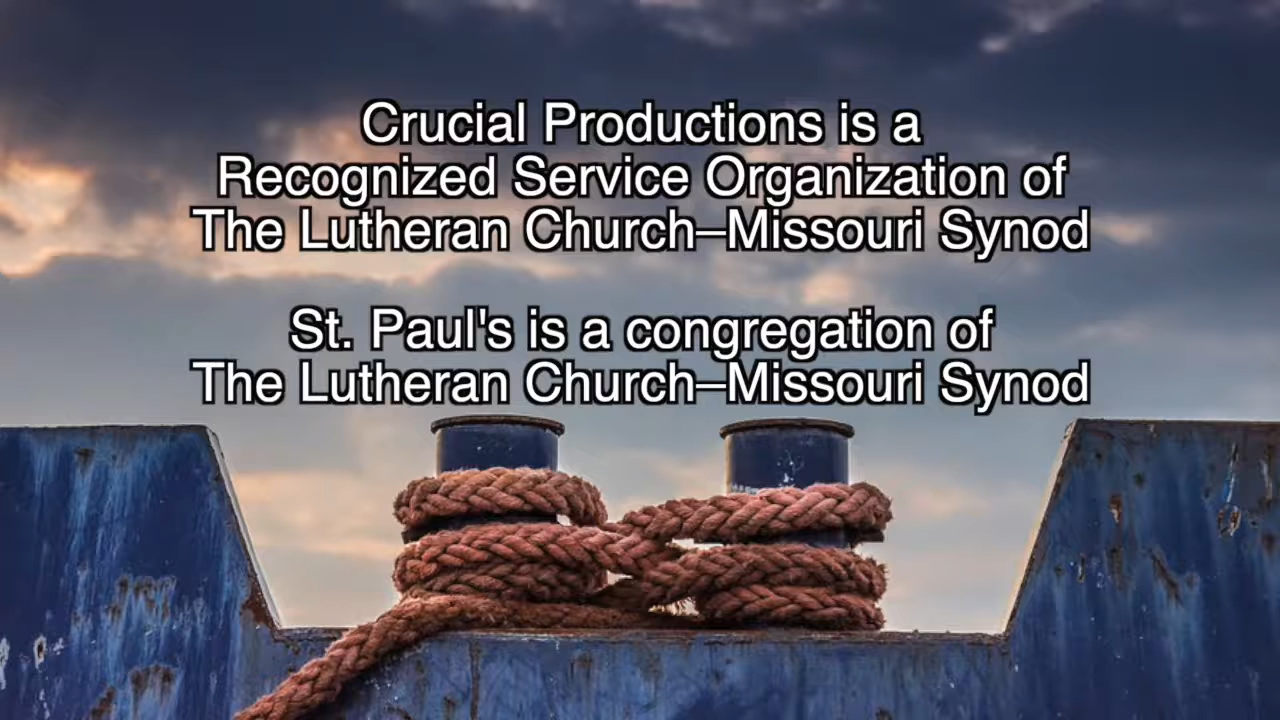 Crucial Productions is a
Recognized Service Organization of
The Lutheran Church–Missouri Synod
St. Paul's is a congregation of
The Lutheran Church–Missouri Synod